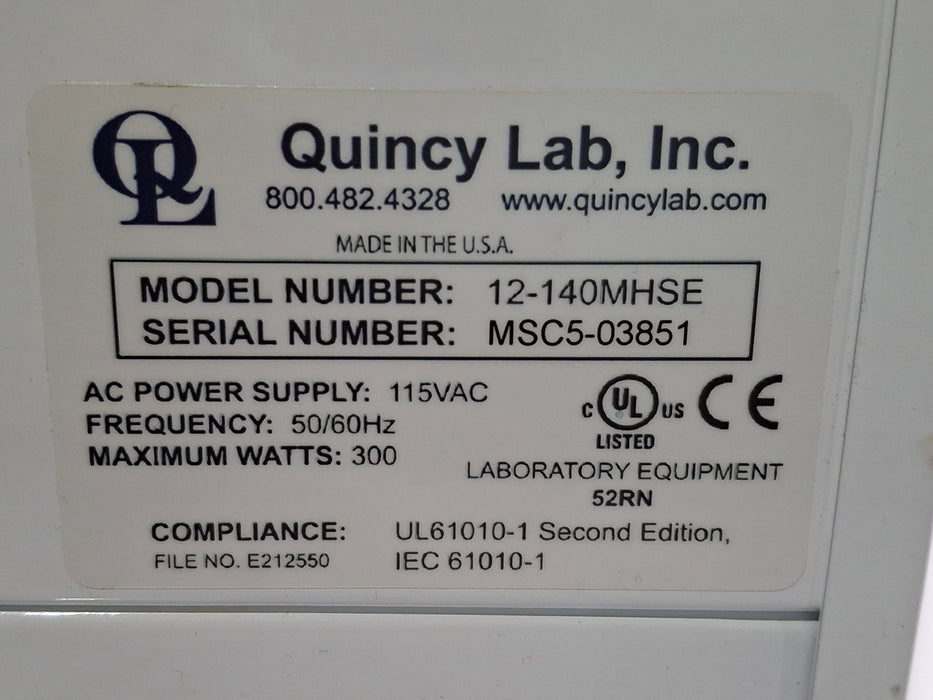 QL
Quincy Lab, Inc.
800.482.4328 www.quincylab.com
MADE IN THE U.S.A.
MODEL NUMBER: 12-140MHSE
SERIAL NUMBER: MSC5-03851
AC POWER SUPPLY: 115VAC
FREQUENCY: 50/60Hz
MAXIMUM WATTS: 300
C UL US CE
LISTED
LABORATORY EQUIPMENT
52RN
COMPLIANCE: UL61010-1 Second Edition,
FILE NO. E212550 IEC 61010-1